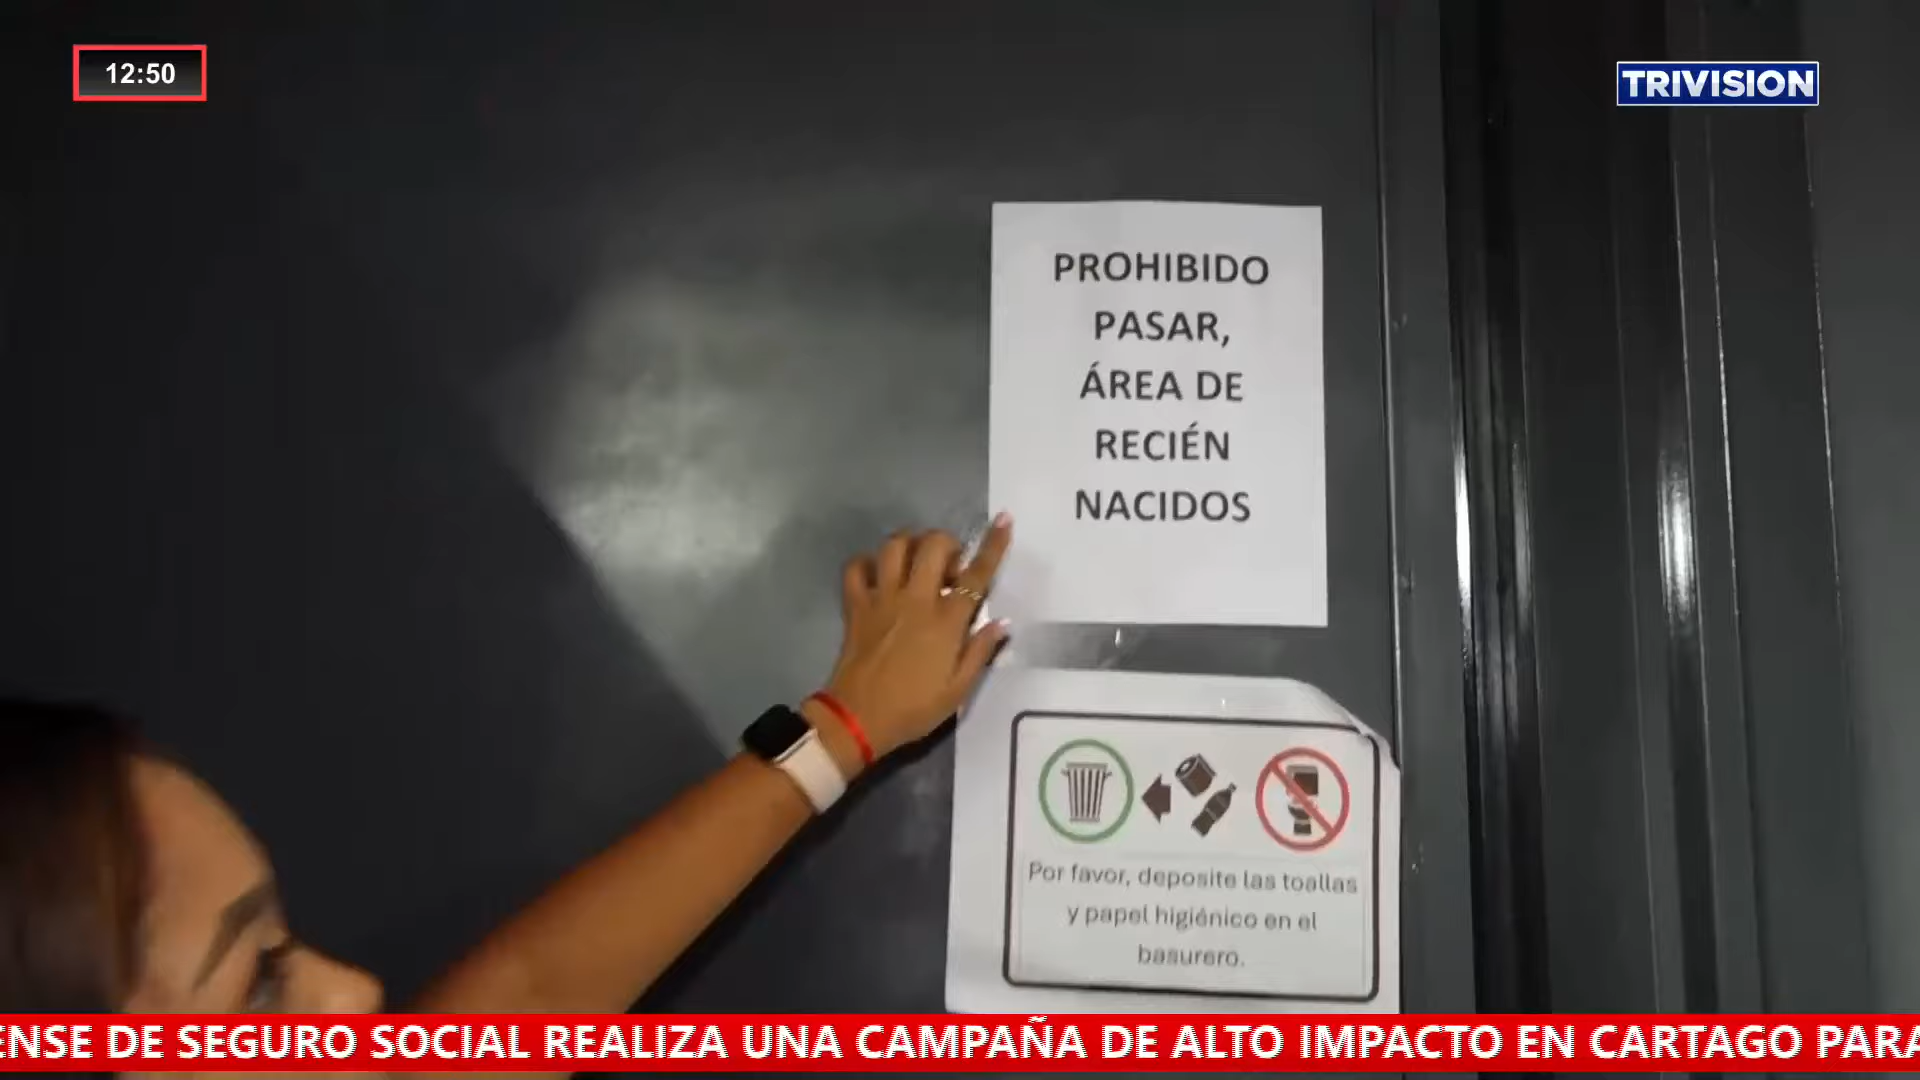 12:50
TRIVISION
PROHIBIDO
PASAR,
ÁREA DE
RECIÉN
NACIDOS
Por favor, deposite las toallas
y papel higiénico en el
basurero.
ENSE DE SEGURO SOCIAL REALIZA UNA CAMPAÑA DE ALTO IMPACTO EN CARTAGO PARA